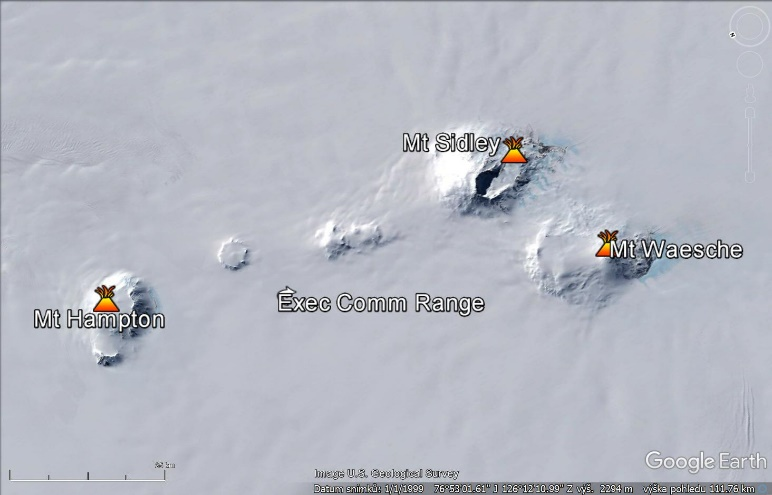 Mt Sidley
Mt Waesche
Exec Comm Range
Mt Hampton
Image U.S. Geological Survey
Google Earth
Datum snímků: 1/1/1999 76°53'01.61" J 126°12'10.99" Z výš. 2294 m výška pohledu 111.76 km